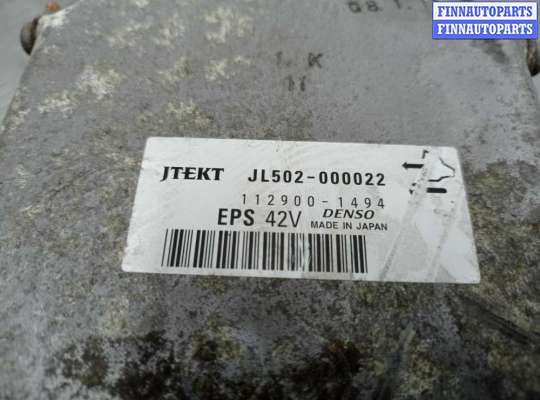 FINNAUTOPARTS
FINNAUTOPARTS
JTEKT JL502-000022
112900-1494
EPS 42V DENSO
MADE IN JAPAN